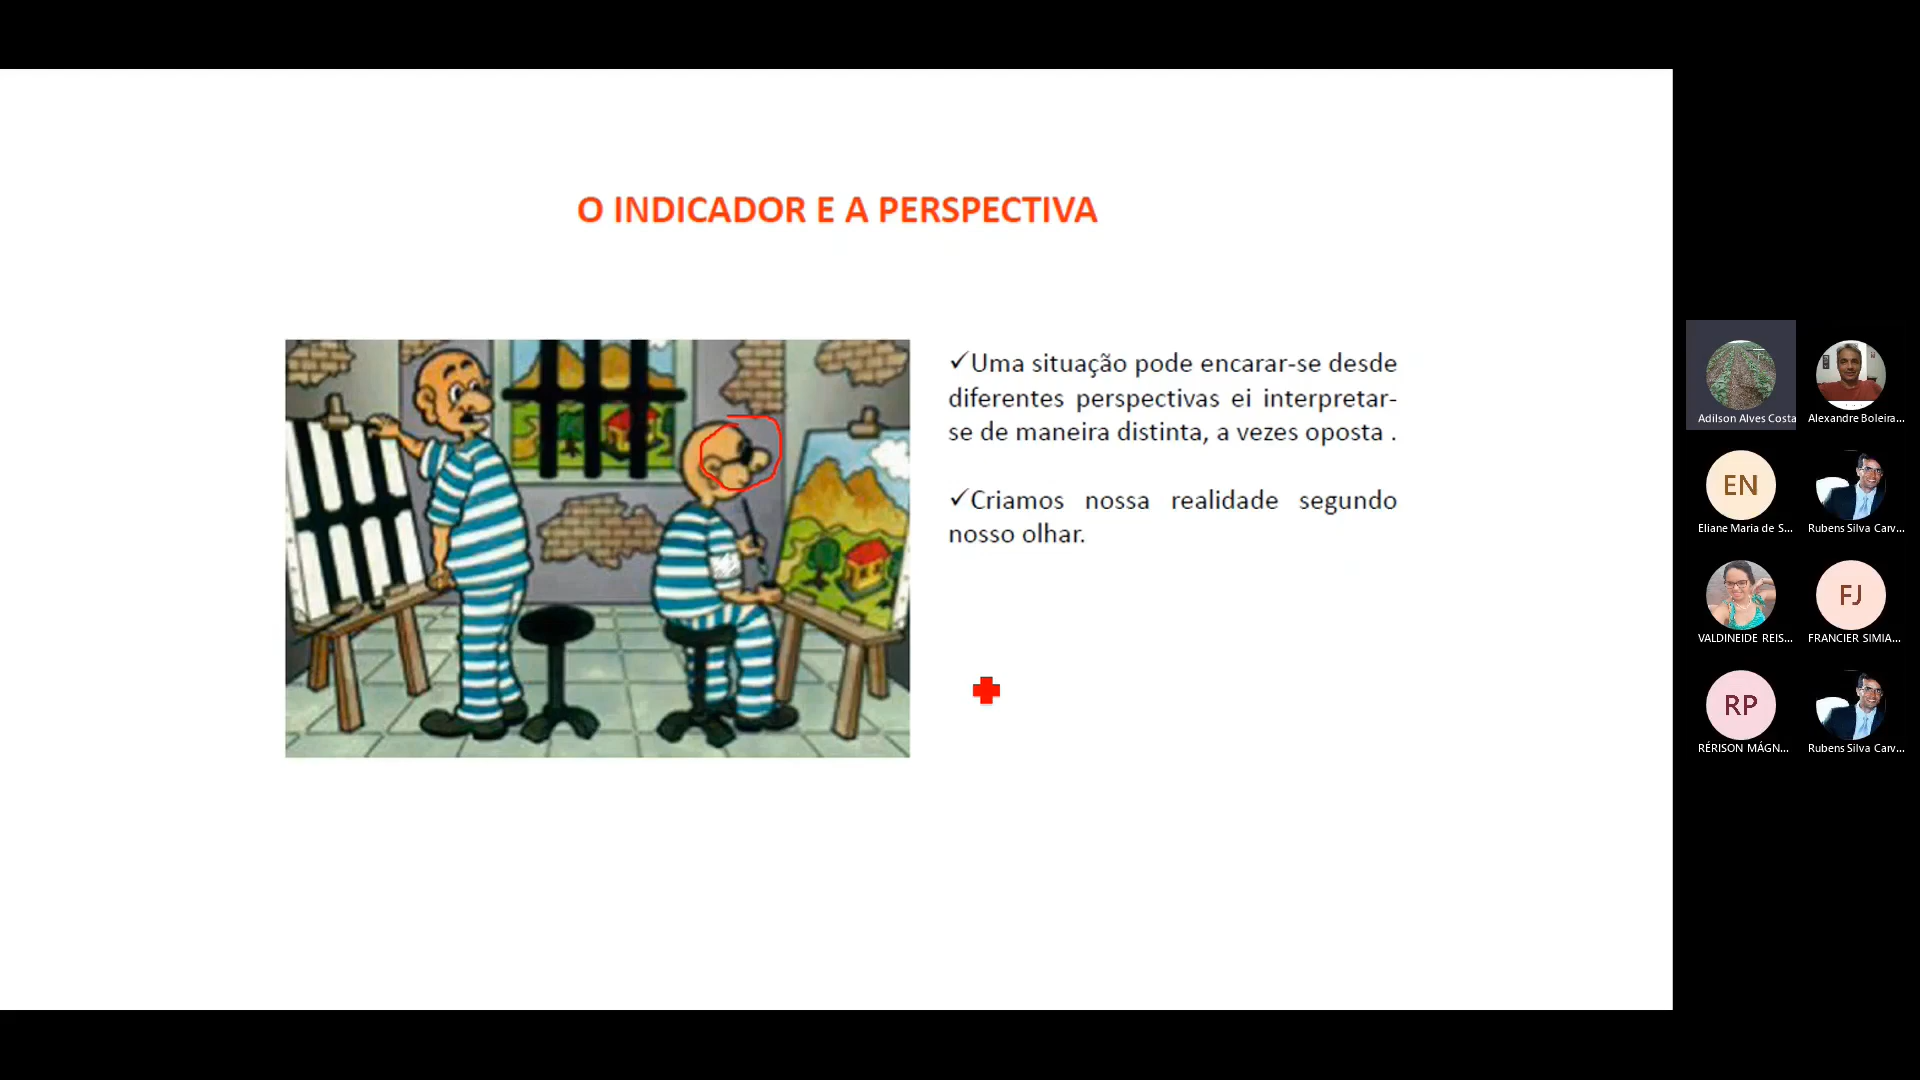 O INDICADOR E A PERSPECTIVA
✓Uma situação pode encarar-se desde
diferentes perspectivas ei interpretar-
se de maneira distinta, a vezes oposta .
✓Criamos nossa realidade segundo
nosso olhar.
Adilson Alves Costa
Alexandre Boleira...
EN
Eliane Maria de S...
Rubens Silva Carv...
VALDINEIDE REIS...
FJ
FRANCIER SIMIA...
RP
RÉRISON MÁGN...
Rubens Silva Carv...